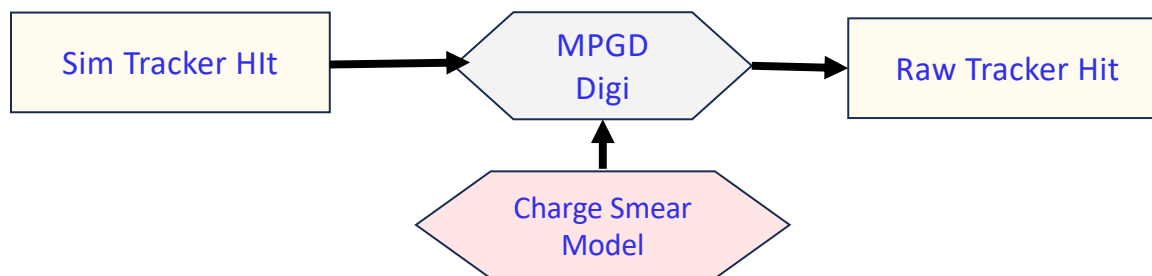 Sim Tracker HIt
MPGD
Digi
Raw Tracker Hit
Charge Smear
Model